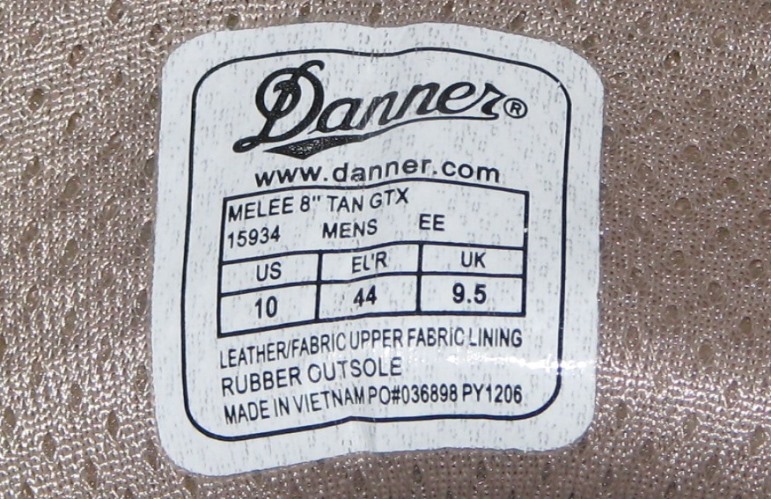 Danner®
www.danner.com
MELEE 8" TAN GTX
15934 MENS EE
US EUR UK
10 44 9.5
LEATHER/FABRIC UPPER FABRIC LINING
RUBBER OUTSOLE
MADE IN VIETNAM PO#036898 PY1206